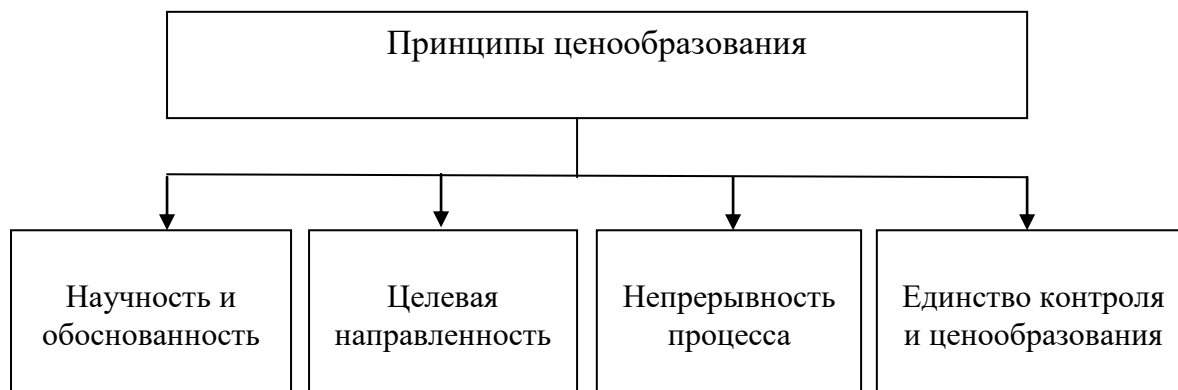 Принципы ценообразования
Научность и
обоснованность
Целевая
направленность
Непрерывность
процесса
Единство контроля
и ценообразования